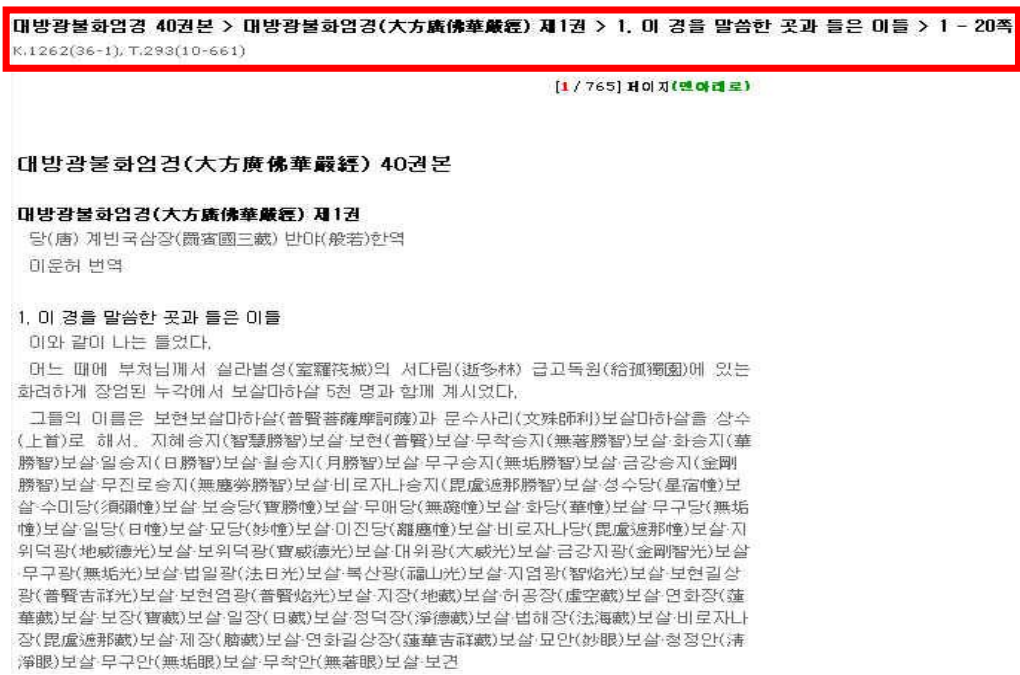 대방광불화엄경 40권본 > 대방광불화엄경(大方廣佛華嚴經) 제1권 > 1. 이 경을 말씀한 곳과 들은 이들 > 1 - 20쪽
K.1262(36-1), T.293(10-661)
[1 / 765] 페이지(맨아래로)
대방광불화엄경(大方廣佛華嚴經) 40권본
대방광불화엄경(大方廣佛華嚴經) 제1권
당(唐) 계빈국삼장(罽賓國三藏) 반야(般若)한역
이운허 번역
1. 이 경을 말씀한 곳과 들은 이들
이와 같이 나는 들었다.
어느 때에 부처님께서 실라벌성(室羅筏城)의 서다림(逝多林) 급고독원(給孤獨園)에 있는
화려하게 장엄된 누각에서 보살마하살 5천 명과 함께 계시었다.
그들의 이름은 보현보살마하살(普賢菩薩摩訶薩)과 문수사리(文殊師利)보살마하살을 상수
(上首)로 해서, 지혜승지(智慧勝智)보살·보현(普賢)보살·무착승지(無著勝智)보살·화승지(華
勝智)보살·일승지(日勝智)보살·월승지(月勝智)보살·무구승지(無垢勝智)보살·금강승지(金剛
勝智)보살·무진로승지(無塵勞勝智)보살·비로자나승지(毘盧遮那勝智)보살·성수당(星宿幢)보
살·수미당(須彌幢)보살·보승당(寶勝幢)보살·무애당(無礙幢)보살·화당(華幢)보살·무구당(無垢
幢)보살·일당(日幢)보살·묘당(妙幢)보살·이진당(離塵幢)보살·비로자나당(毘盧遮那幢)보살·지
위덕광(地威德光)보살·보위덕광(寶威德光)보살·대위광(大威光)보살·금강지광(金剛智光)보살
·무구광(無垢光)보살·법일광(法日光)보살·복산광(福山光)보살·지염광(智焰光)보살·보현길상
광(普賢吉祥光)보살·보현염광(普賢焰光)보살·지장(地藏)보살·허공장(虛空藏)보살·연화장(蓮
華藏)보살·보장(寶藏)보살·일장(日藏)보살·정덕장(淨德藏)보살·법해장(法海藏)보살·비로자나
장(毘盧遮那藏)보살·제장(臍藏)보살·연화길상장(蓮華吉祥藏)보살·묘안(妙眼)보살·청정안(清
淨眼)보살·무구안(無垢眼)보살·무착안(無著眼)보살·보견